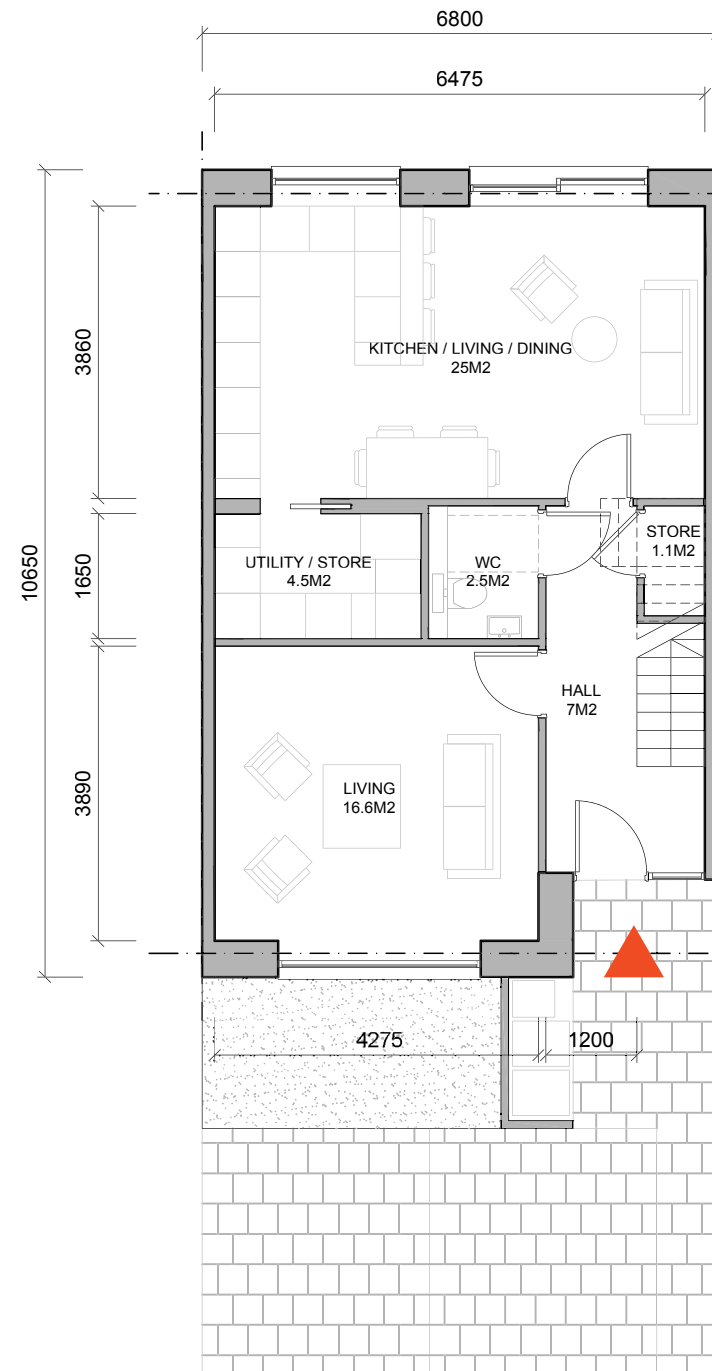 6800
6475
10650
3860
1650
3890
KITCHEN / LIVING / DINING
25M2
UTILITY / STORE
4.5M2
WC
2.5M2
STORE
1.1M2
HALL
7M2
LIVING
16.6M2
4275
1200